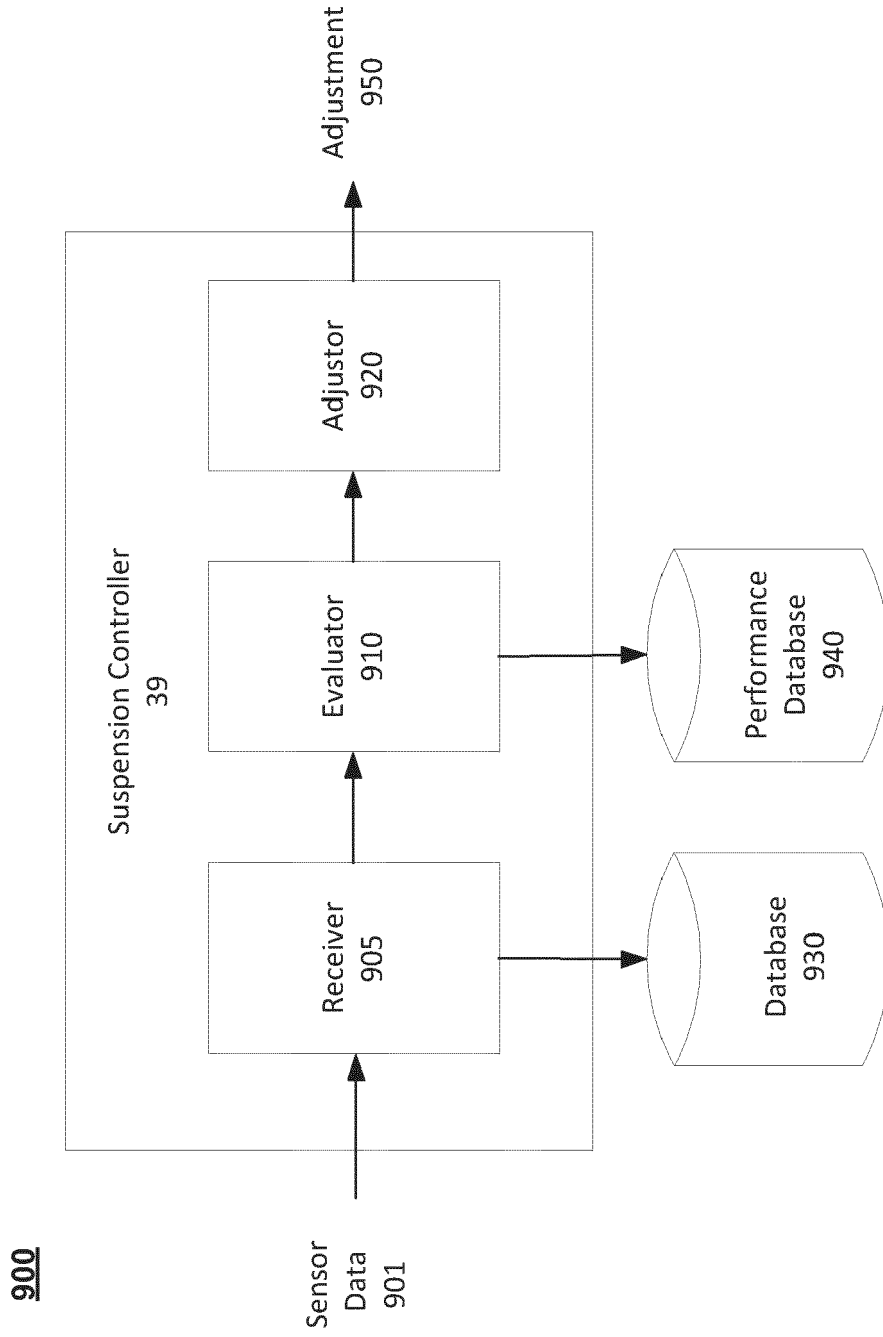 900
Suspension Controller
39
Sensor
Data
901
Receiver
905
Evaluator
910
Adjustor
920
Adjustment
950
Database
930
Performance
Database
940